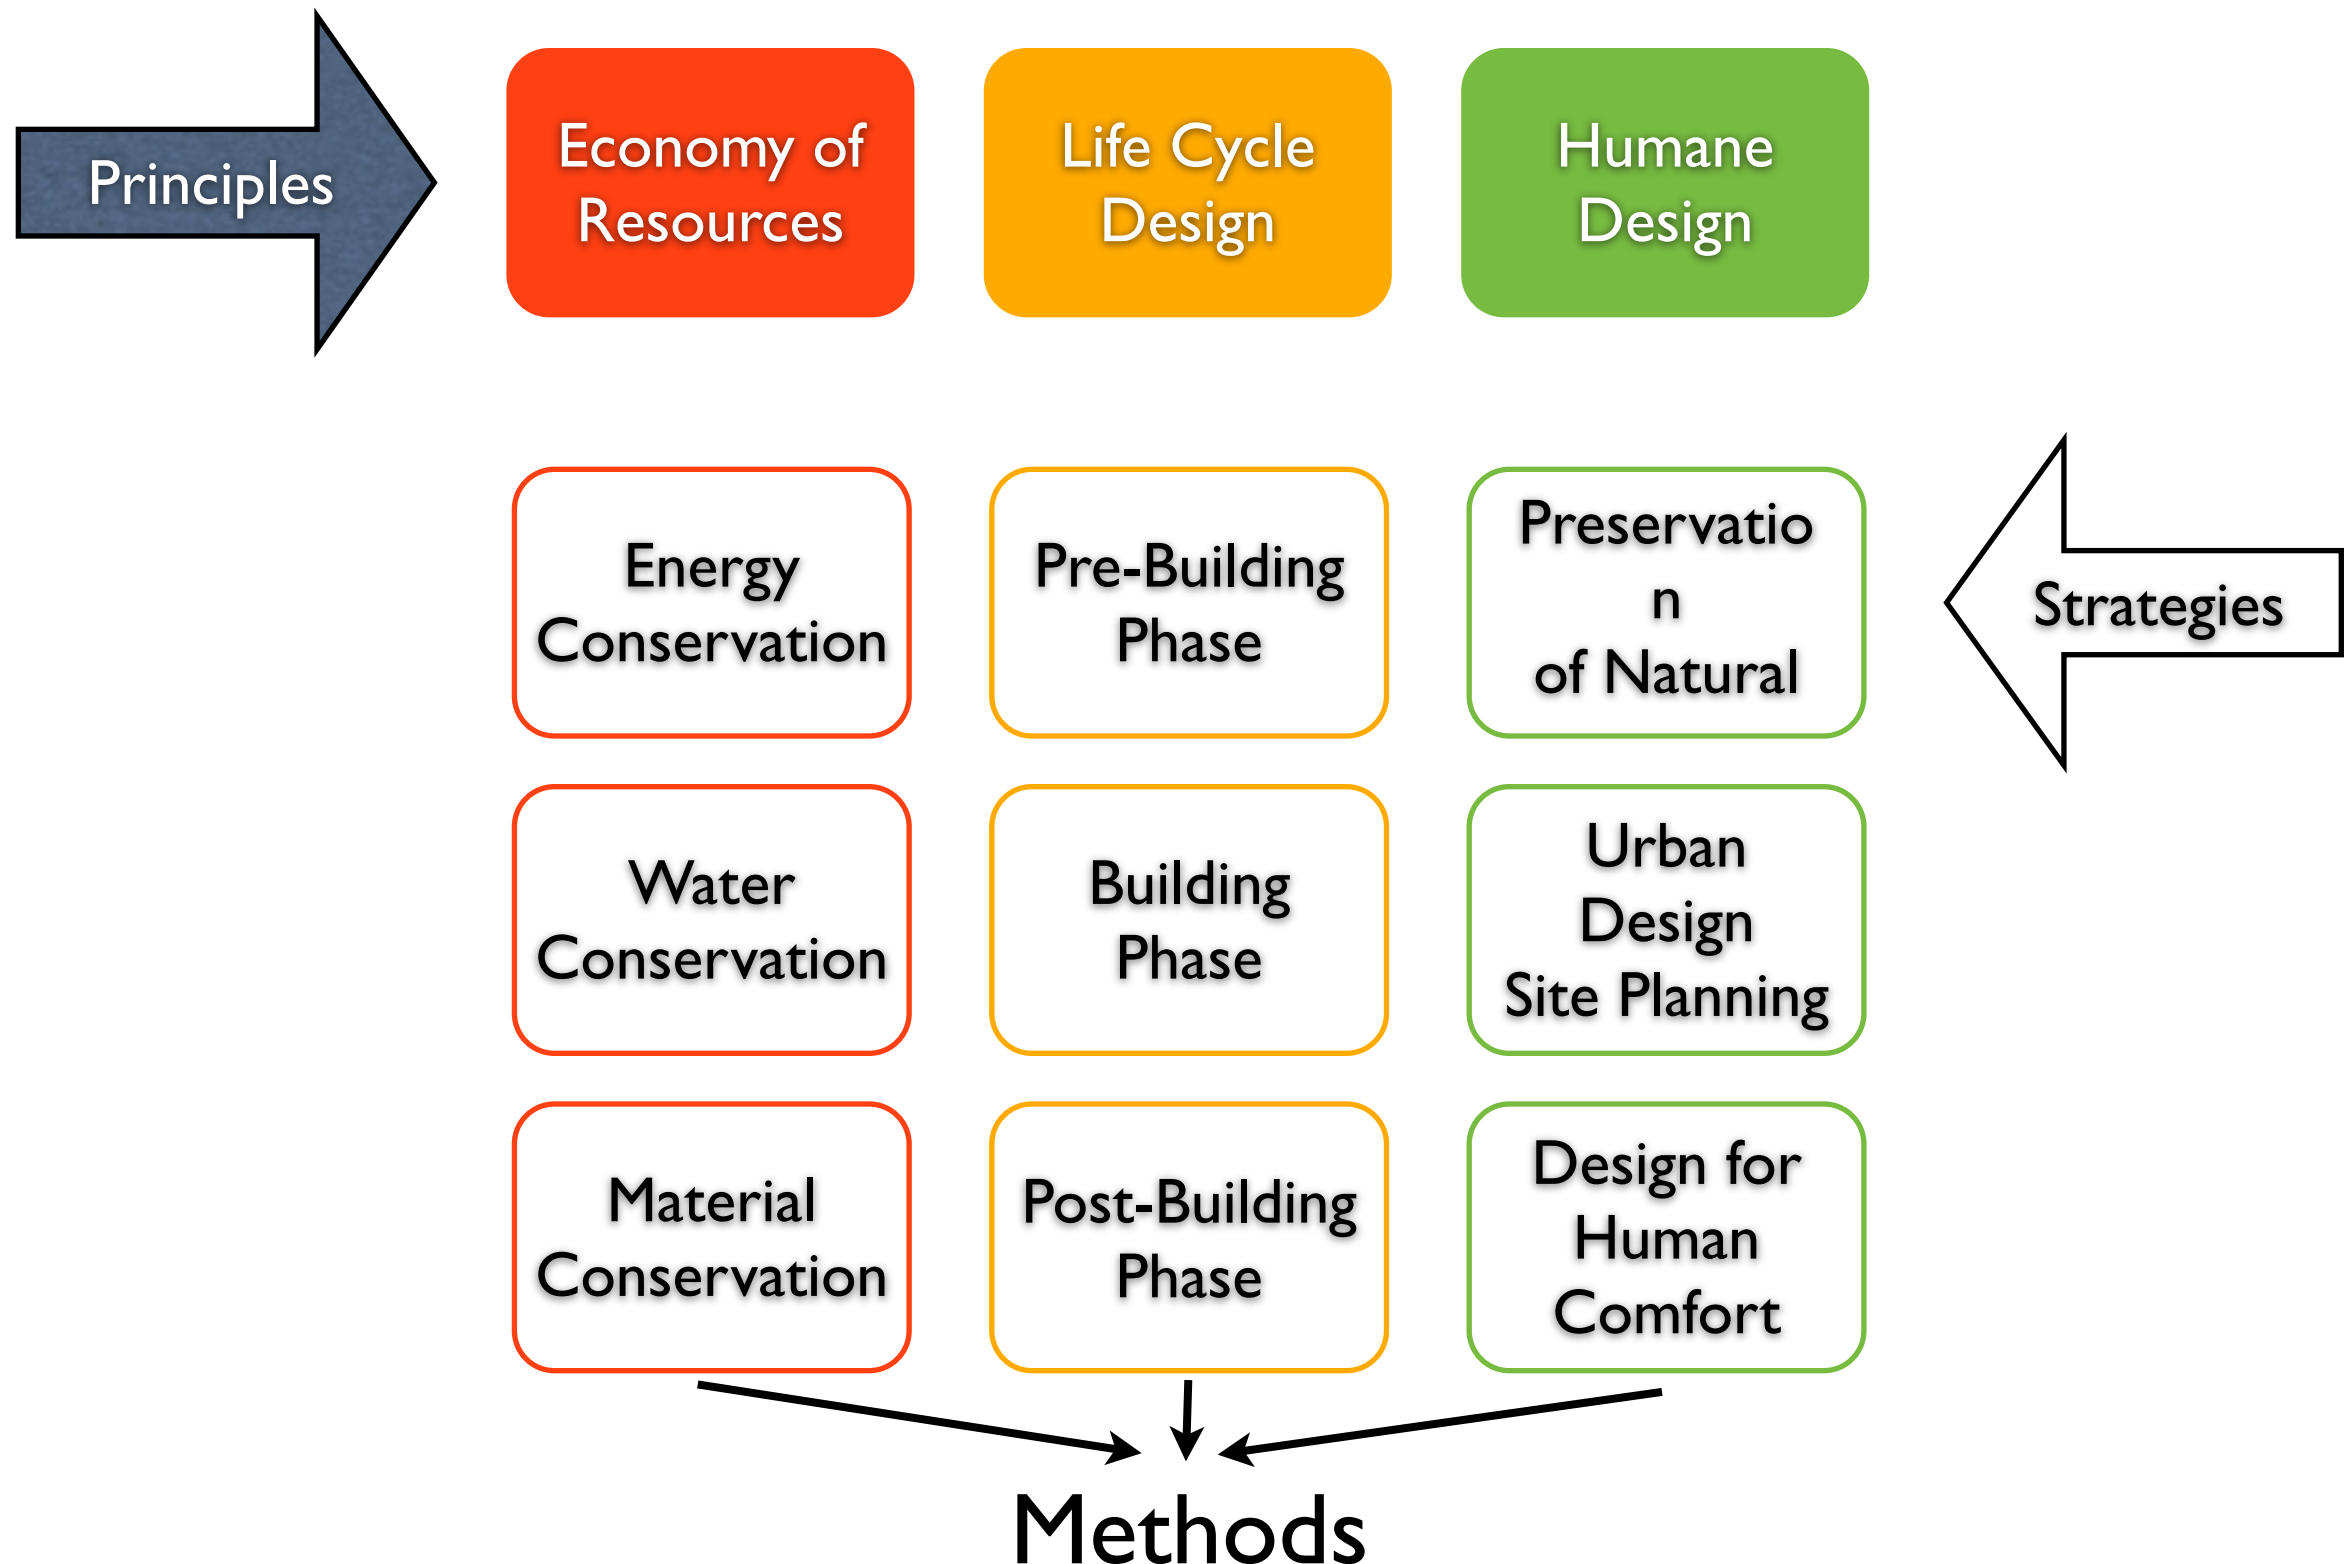 Principles
Economy of
Resources
Life Cycle
Design
Humane
Design
Energy
Conservation
Pre-Building
Phase
Preservatio
n
of Natural
Strategies
Water
Conservation
Building
Phase
Urban
Design
Site Planning
Material
Conservation
Post-Building
Phase
Design for
Human
Comfort
Methods